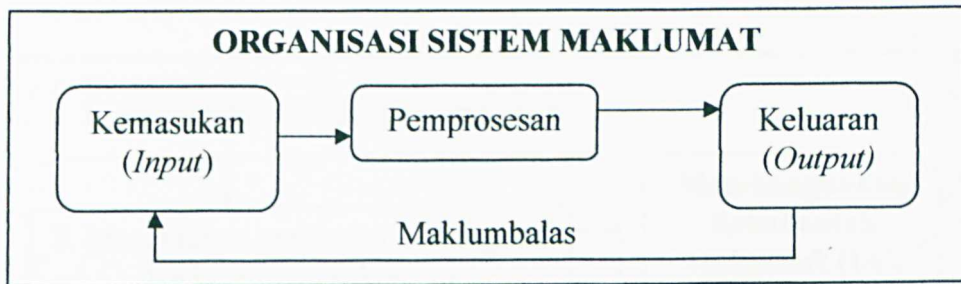 ORGANISASI SISTEM MAKLUMAT
Kemasukan
(Input)
Pemprosesan
Keluaran
(Output)
Maklumbalas